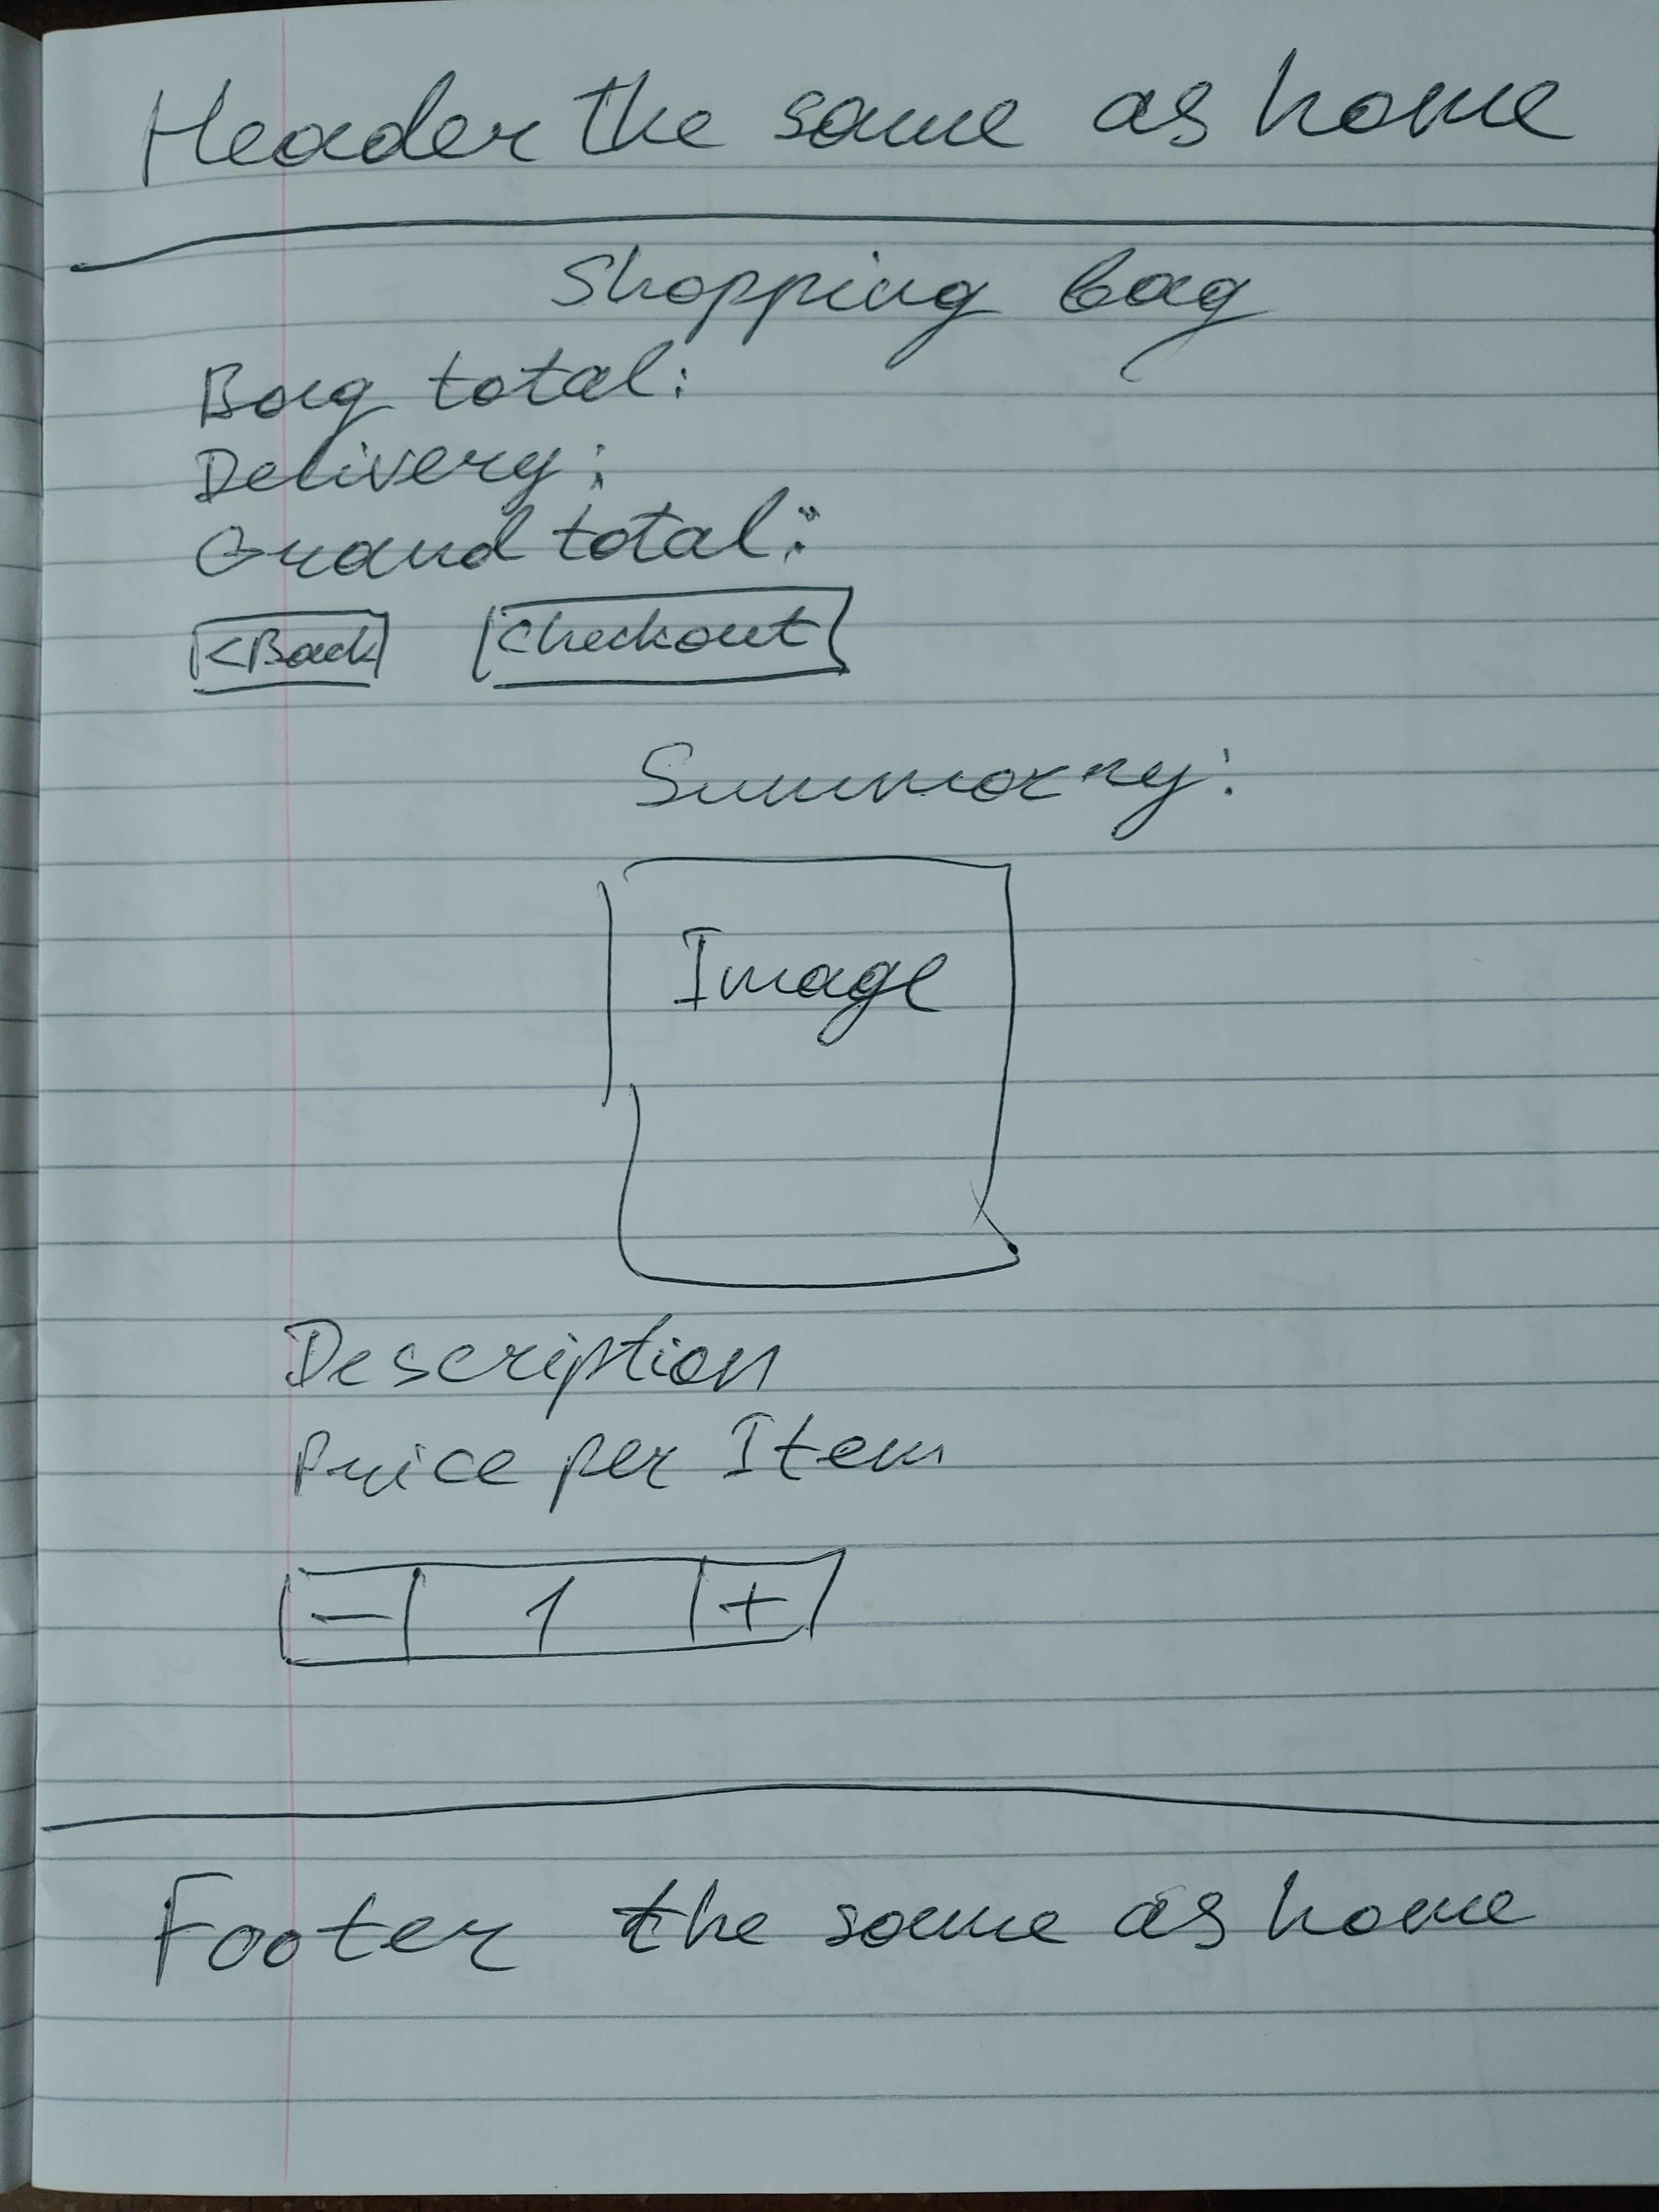 Header the same as home
Shopping bag
Bag total:
Delivery:
Grand total:
<Back Checkout
Summary:
Image
Description
Price per Item
- 1 +
Footer the same as home